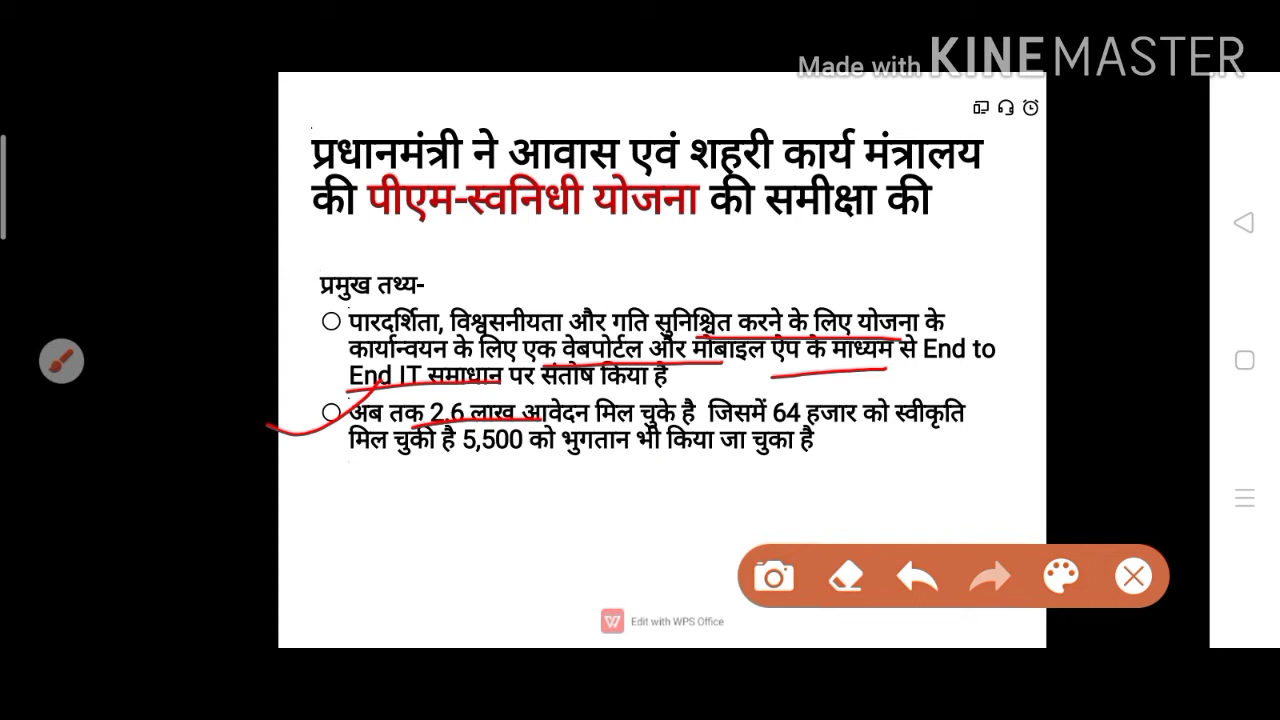 Made with KINEMASTER
प्रधानमंत्री ने आवास एवं शहरी कार्य मंत्रालय
की पीएम-स्वनिधी योजना की समीक्षा की
प्रमुख तथ्य-
पारदर्शिता, विश्वसनीयता और गति सुनिश्चित करने के लिए योजना के
कार्यान्वयन के लिए एक वेबपोर्टल और मोबाइल ऐप के माध्यम से End to
End IT समाधान पर संतोष किया है
अब तक 2.6 लाख आवेदन मिल चुके है जिसमें 64 हजार को स्वीकृति
मिल चुकी है 5,500 को भुगतान भी किया जा चुका है
Edit with WPS Office